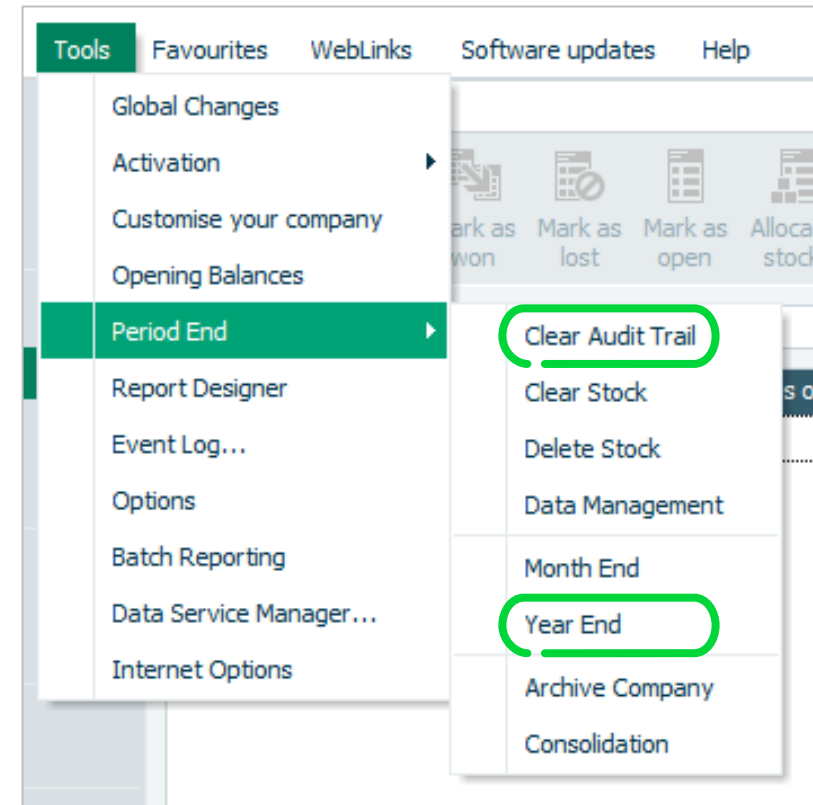 Tools Favourites WebLinks Software updates Help
Global Changes
Activation
Customise your company
Opening Balances
Period End
Report Designer
Event Log...
Options
Batch Reporting
Data Service Manager...
Internet Options
ark as won
Mark as lost
Mark as open
Alloca stock
Clear Audit Trail
Clear Stock
Delete Stock
Data Management
Month End
Year End
Archive Company
Consolidation
s o